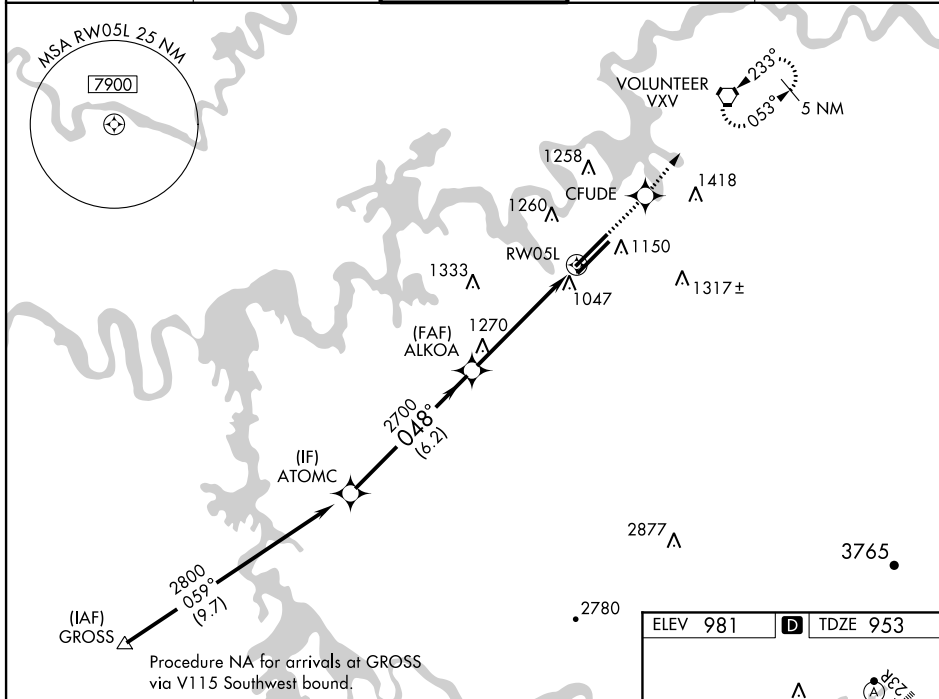 MSA RW05L 25 NM
7900
VOLUNTEER
VXV
233°
053°
5 NM
1258
CFUDE
1418
1260
RW05L
1150
1333
1047
1317±
(FAF)
ALKOA
1270
2700
048°
(6.2)
(IF)
ATOMC
2877
3765
2800
059°
(9.7)
(IAF)
GROSS
2780
Procedure NA for arrivals at GROSS
via V115 Southwest bound.
ELEV 981 D TDZE 953
A
23R